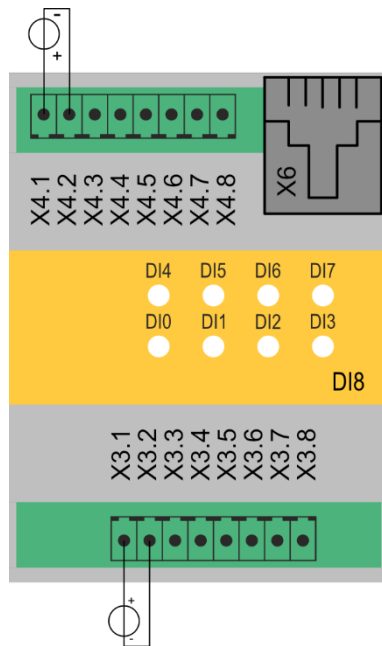 -
+
X4.1 X4.2 X4.3 X4.4 X4.5 X4.6 X4.7 X4.8
X6
DI4 DI5 DI6 DI7
DI0 DI1 DI2 DI3
DI8
X3.1 X3.2 X3.3 X3.4 X3.5 X3.6 X3.7 X3.8
+
-